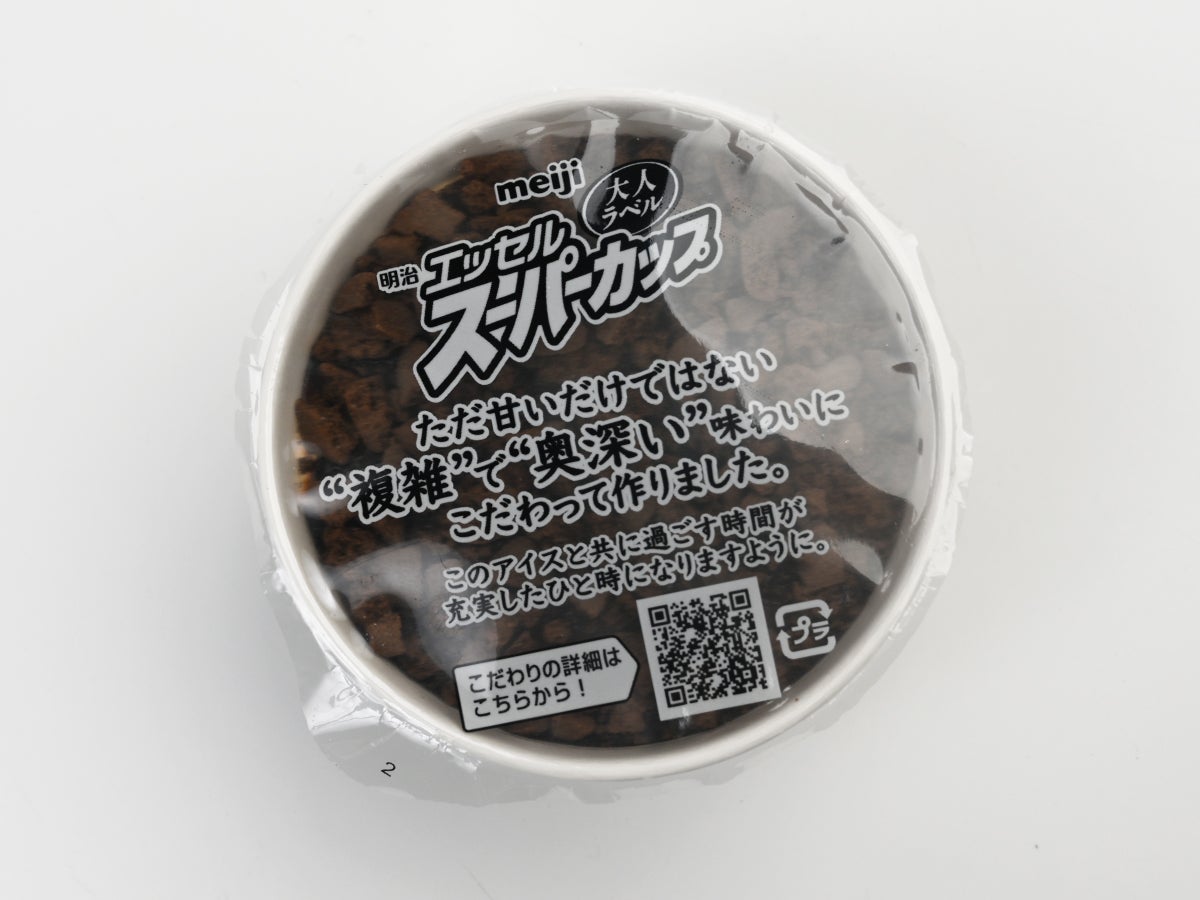 meiji
大人
ラベル
明治 エッセル
スーパーカップ
ただ甘いだけではない
“複雑”で“奥深い”味わいに
こだわって作りました。
このアイスと共に過ごす時間が
充実したひと時になりますように。
こだわりの詳細は
こちらから!
プラ
2